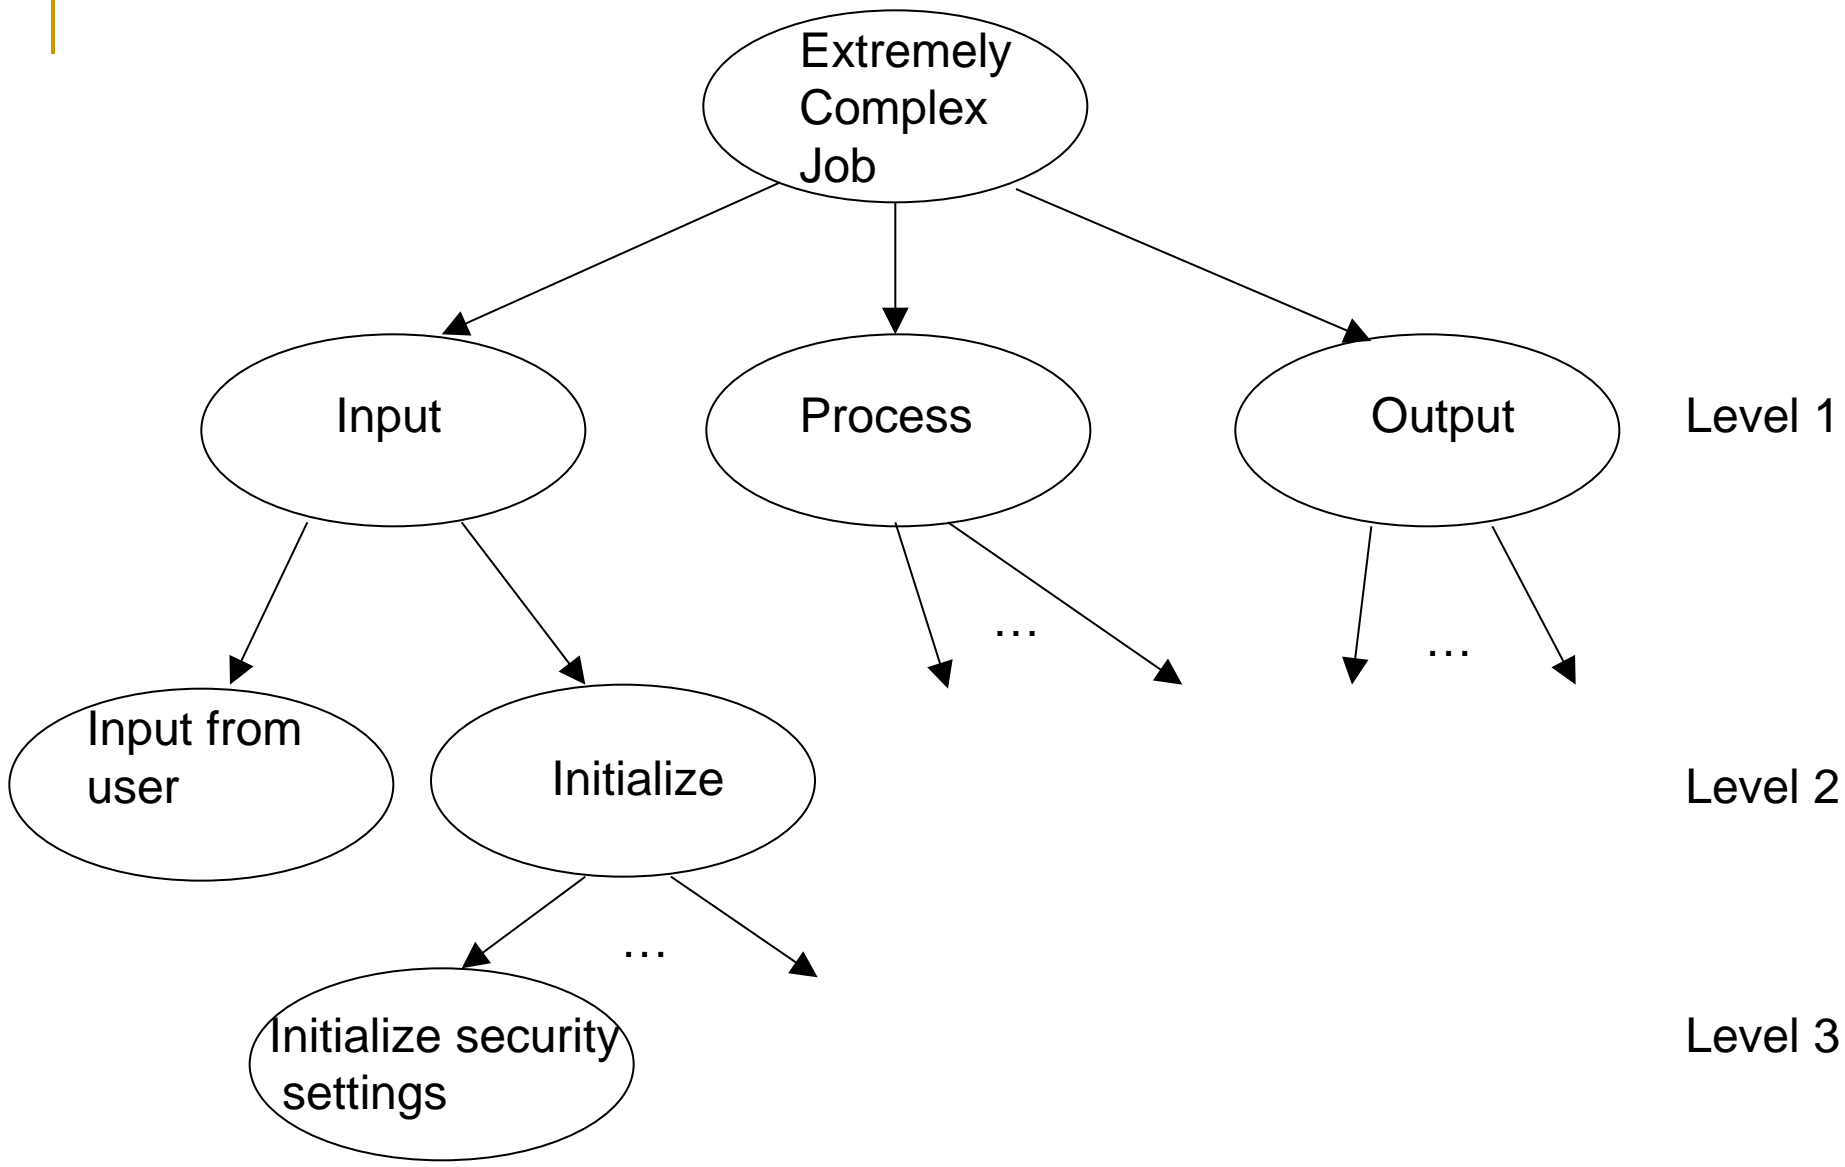 Extremely
Complex
Job
Input
Process
Output
Level 1
…
…
Input from
user
Initialize
Level 2
…
Initialize security
settings
Level 3